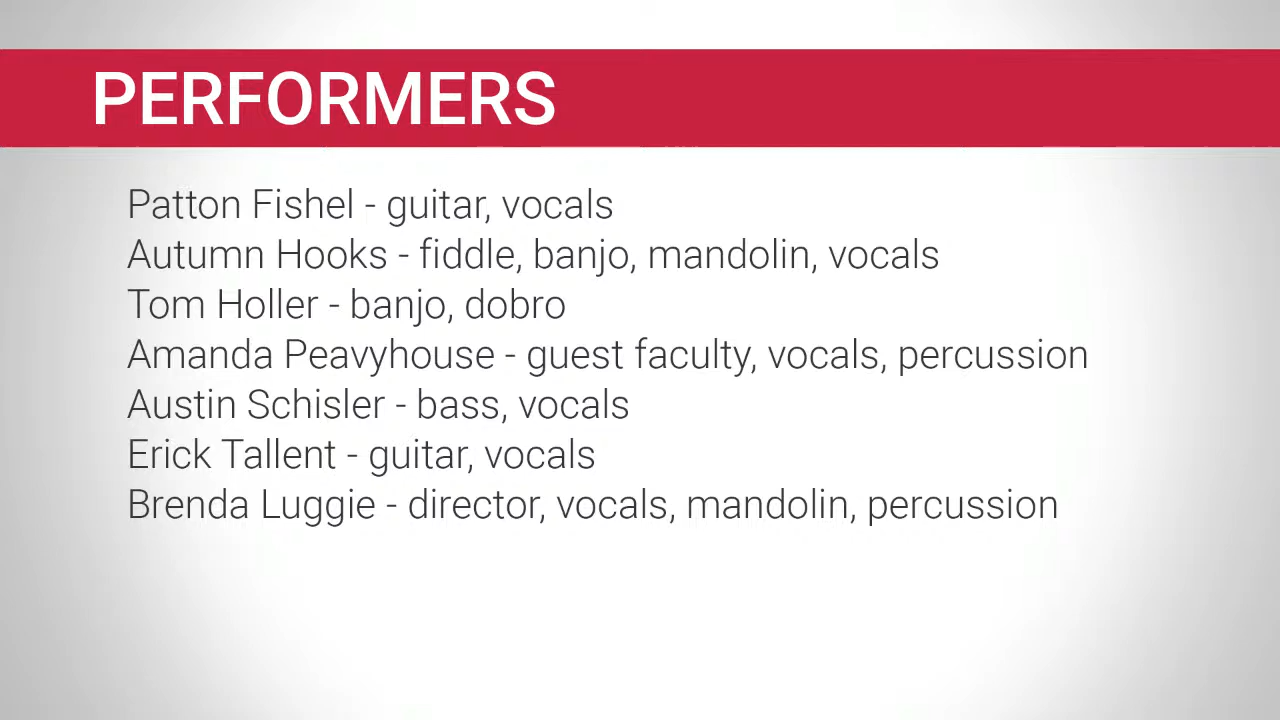 PERFORMERS
Patton Fishel - guitar, vocals
Autumn Hooks - fiddle, banjo, mandolin, vocals
Tom Holler - banjo, dobro
Amanda Peavyhouse - guest faculty, vocals, percussion
Austin Schisler - bass, vocals
Erick Tallent - guitar, vocals
Brenda Luggie - director, vocals, mandolin, percussion